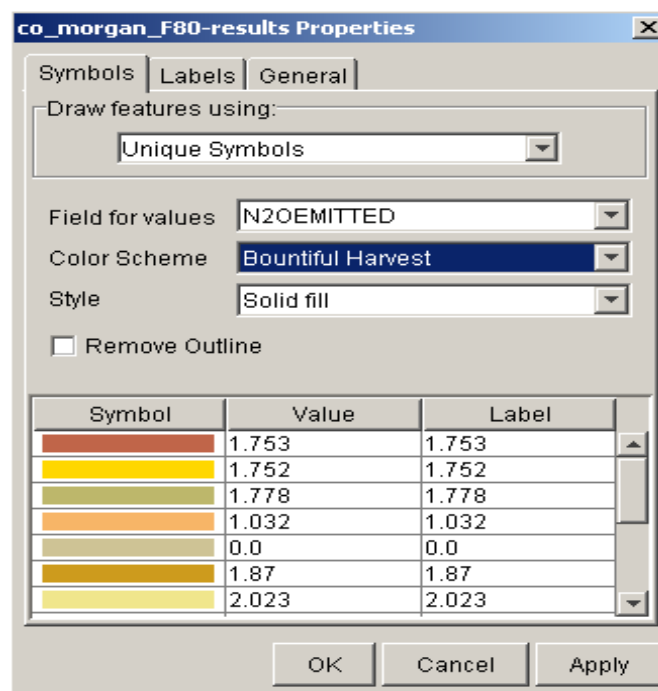 co_morgan_F80-results Properties
Symbols Labels General
Draw features using:
Unique Symbols
Field for values N2OEMITTED
Color Scheme Bountiful Harvest
Style Solid fill
Remove Outline
Symbol Value Label
1.753 1.753
1.752 1.752
1.778 1.778
1.032 1.032
0.0 0.0
1.87 1.87
2.023 2.023
OK Cancel Apply